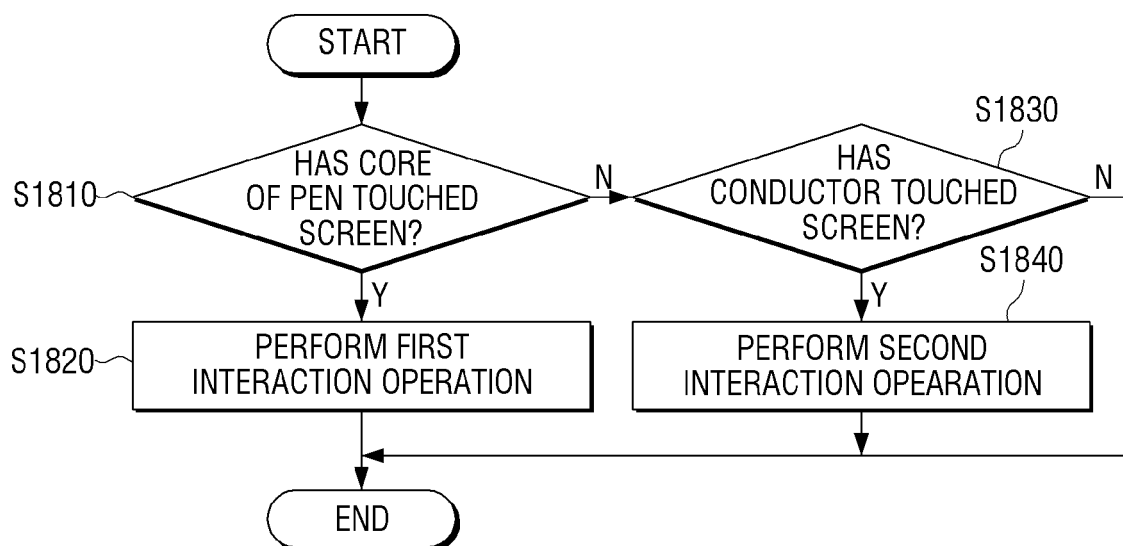 START
S1810
HAS CORE
OF PEN TOUCHED
SCREEN?
N
S1830
HAS
CONDUCTOR TOUCHED
SCREEN?
N
Y
S1820
PERFORM FIRST
INTERACTION OPERATION
Y
S1840
PERFORM SECOND
INTERACTION OPEARATION
END